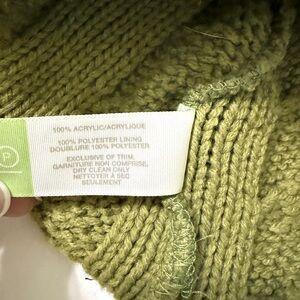 P
100% ACRYLIC/ACRYLIQUE
100% POLYESTER LINING
DOUBLURE 100% POLYESTER
EXCLUSIVE OF TRIM.
GARNITURE NON COMPRISE.
DRY CLEAN ONLY
NETTOYER À SEC
SEULEMENT